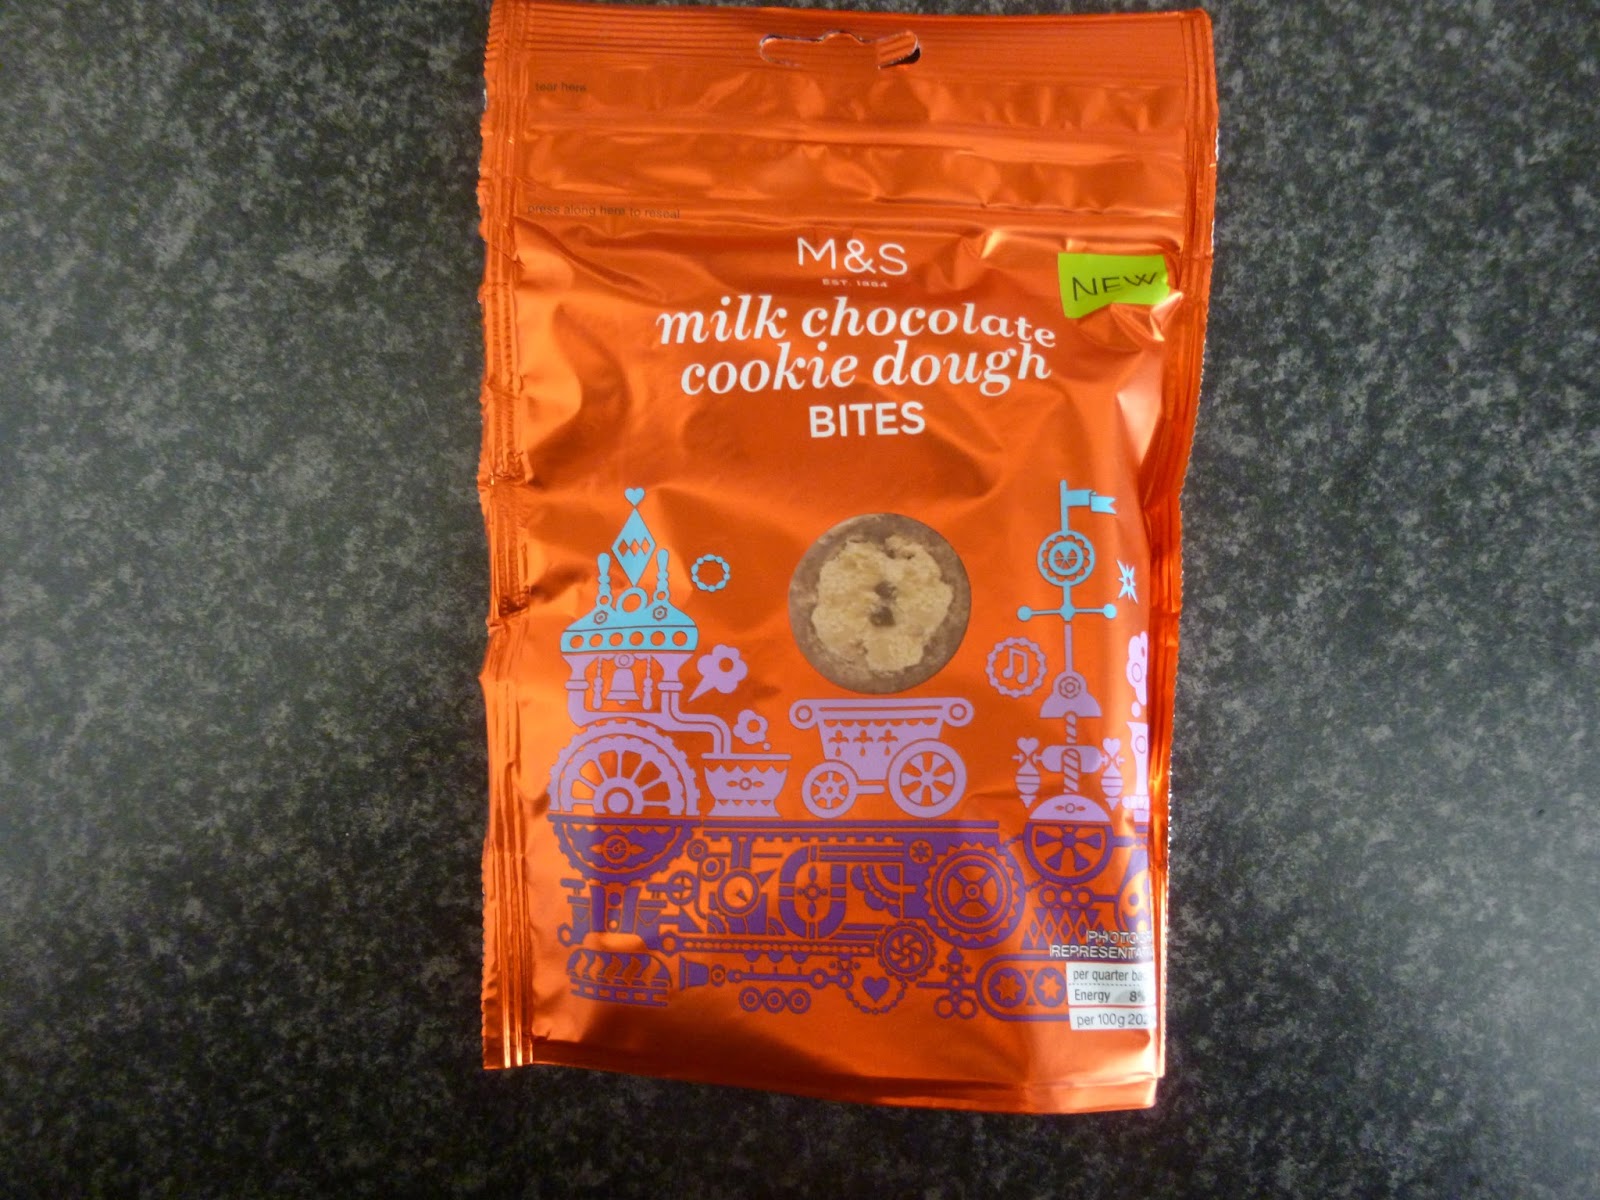 tear here
press along here to reseal
M&S
EST. 1884
NEW
milk chocolate
cookie dough
BITES
per quarter
Energy 8%
per 100g